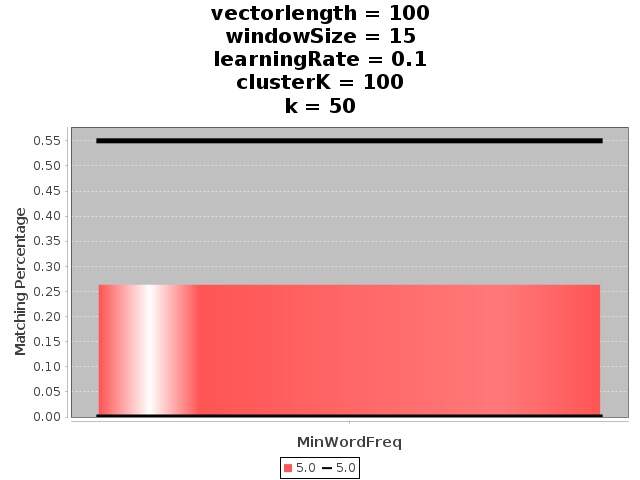 vectorlength = 100
windowSize = 15
learningRate = 0.1
clusterK = 100
k = 50
0.55
0.50
0.45
0.40
0.35
0.30
0.25
0.20
0.15
0.10
0.05
0.00
Matching Percentage
MinWordFreq
5.0 5.0